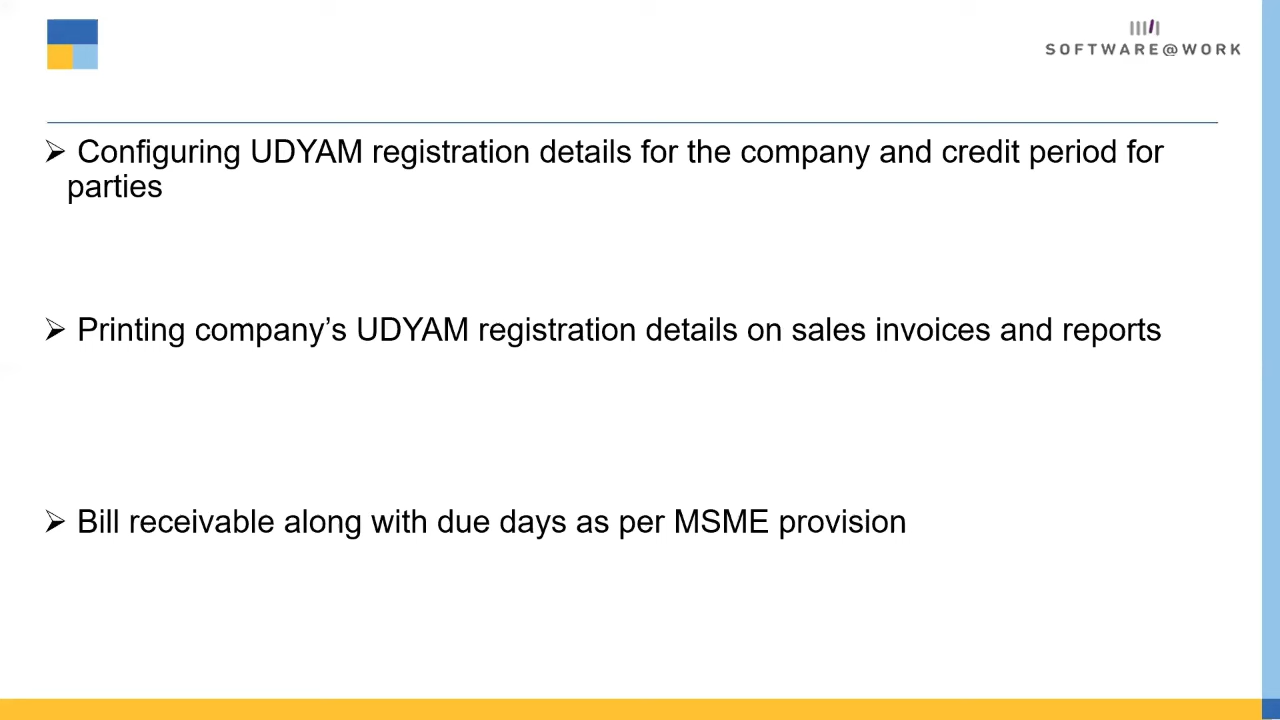 SOFTWARE@WORK
➢ Configuring UDYAM registration details for the company and credit period for
parties
➢ Printing company’s UDYAM registration details on sales invoices and reports
➢ Bill receivable along with due days as per MSME provision